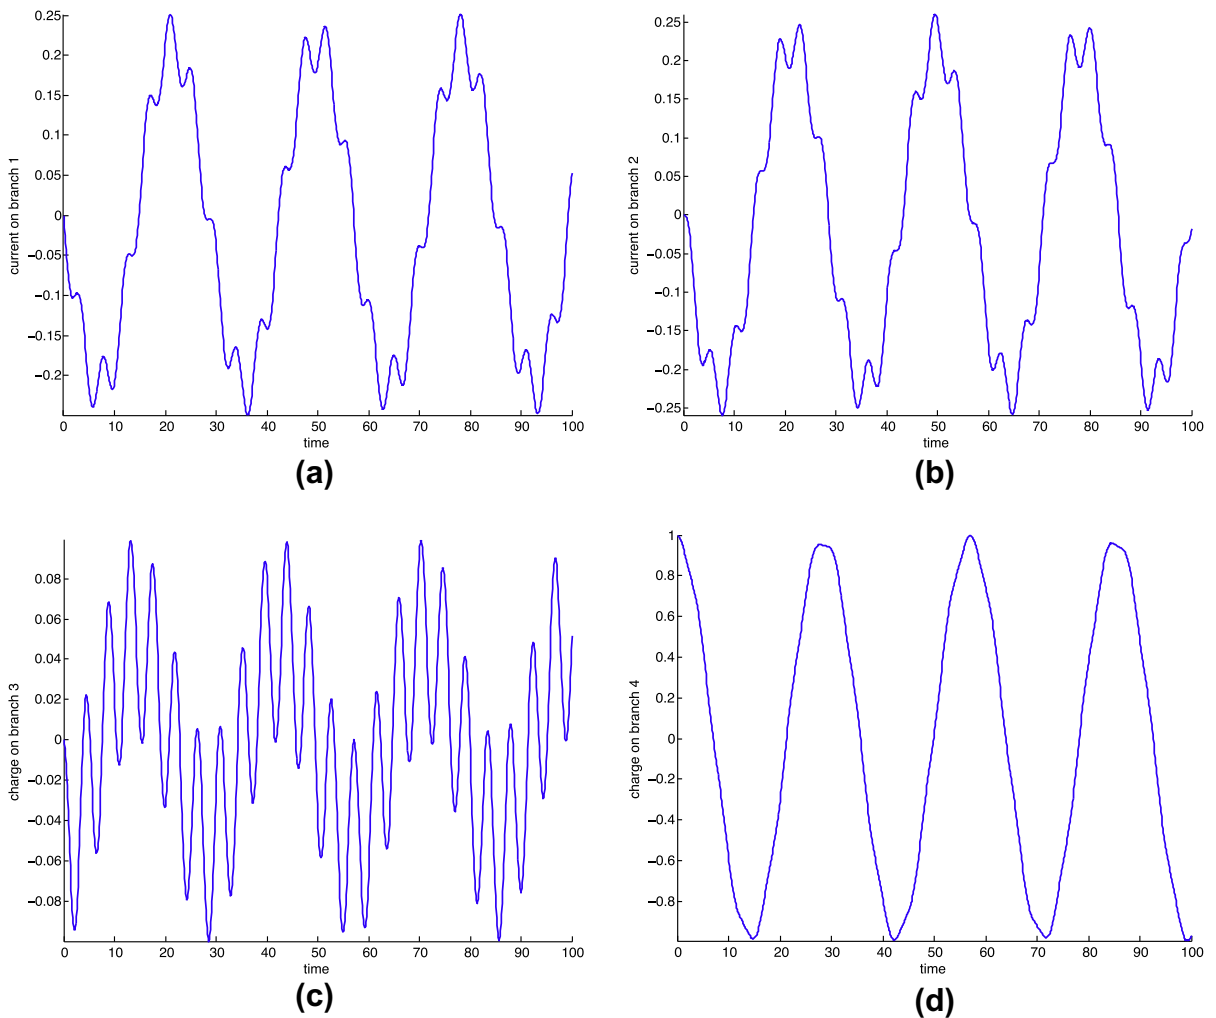 0.25
0.2
0.15
0.1
0.05
0
−0.05
−0.1
−0.15
−0.2
current on branch 1
0 10 20 30 40 50 60 70 80 90 100
time
(a)
0.25
0.2
0.15
0.1
0.05
0
−0.05
−0.1
−0.15
−0.2
−0.25
current on branch 2
0 10 20 30 40 50 60 70 80 90 100
time
(b)
0.08
0.06
0.04
0.02
0
−0.02
−0.04
−0.06
−0.08
charge on branch 3
0 10 20 30 40 50 60 70 80 90 100
time
(c)
1
0.8
0.6
0.4
0.2
0
−0.2
−0.4
−0.6
−0.8
charge on branch 4
0 10 20 30 40 50 60 70 80 90 100
time
(d)